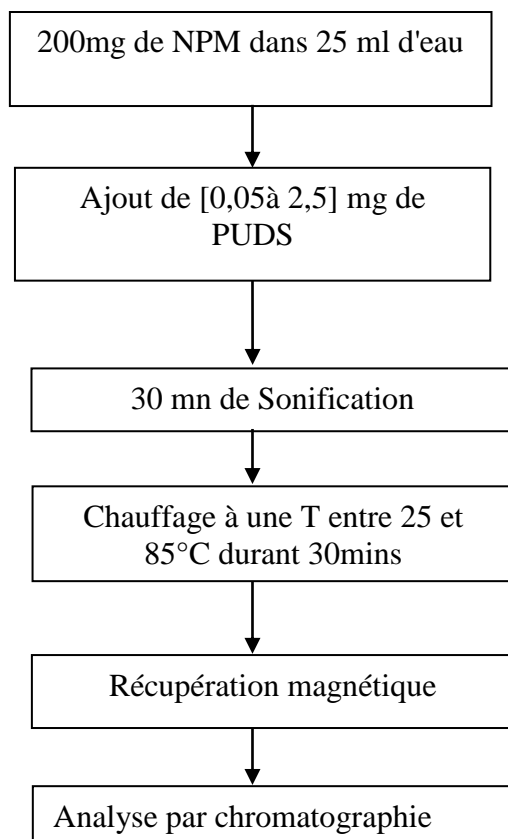 200mg de NPM dans 25 ml d'eau
Ajout de [0,05à 2,5] mg de
PUDS
30 mn de Sonification
Chauffage à une T entre 25 et
85°C durant 30mins
Récupération magnétique
Analyse par chromatographie